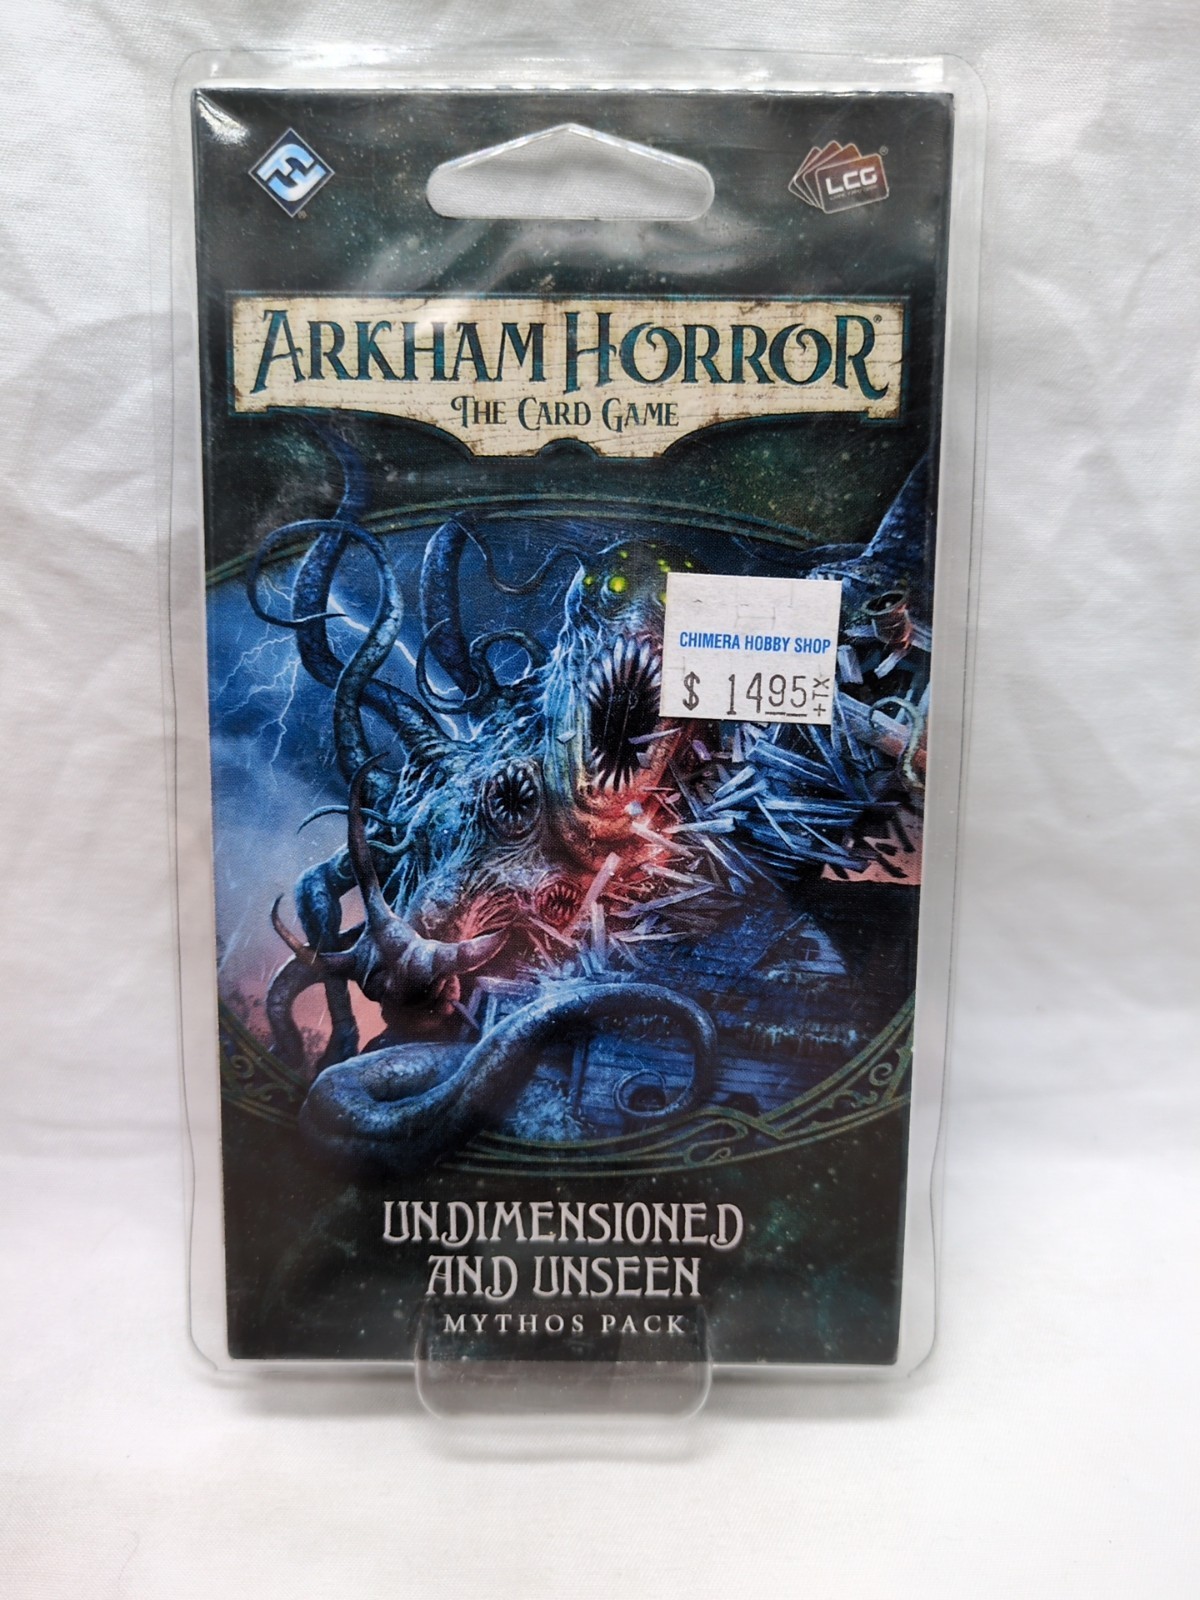 LCG
ARKHAM HORROR
THE CARD GAME
CHIMERA HOBBY SHOP
$ 1495 +TX
UNDIMENSIONED
AND UNSEEN
MYTHOS PACK